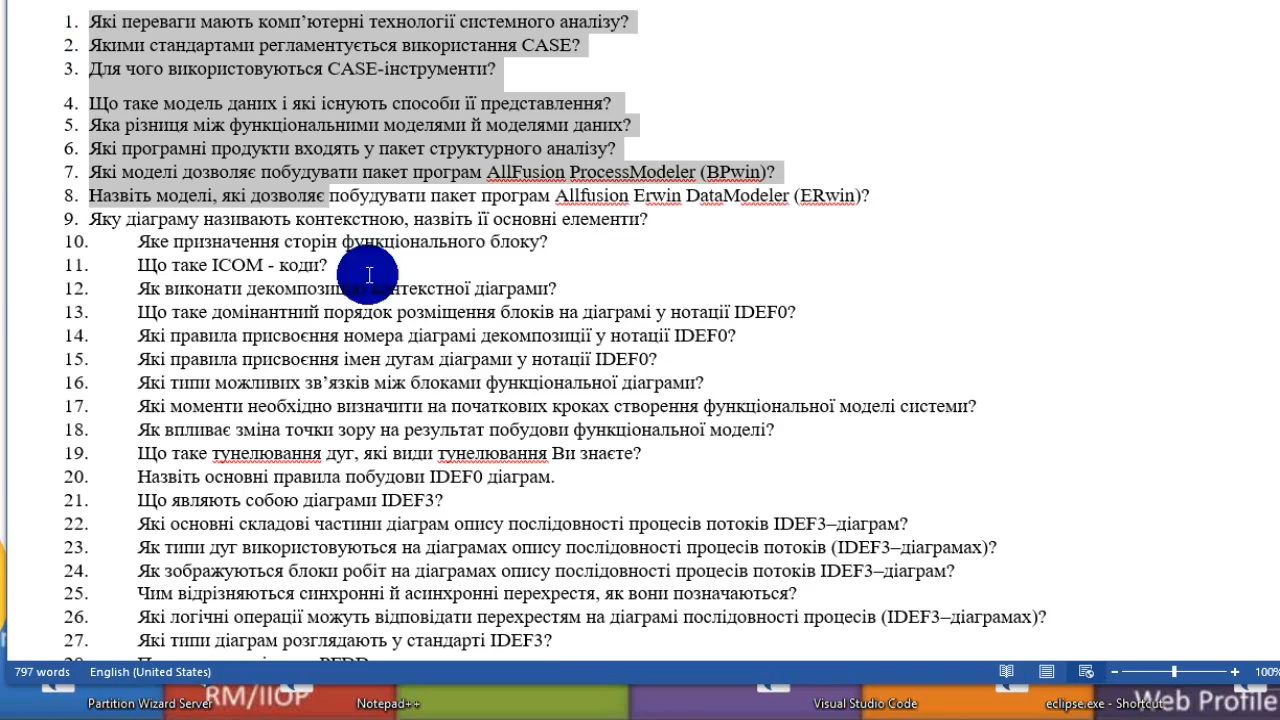 1. Які переваги мають комп’ютерні технології системного аналізу?
2. Якими стандартами регламентується використання CASE?
3. Для чого використовуються CASE-інструменти?
4. Що таке модель даних і які існують способи її представлення?
5. Яка різниця між функціональними моделями й моделями даних?
6. Які програмні продукти входять у пакет структурного аналізу?
7. Які моделі дозволяє побудувати пакет програм AllFusion ProcessModeler (BPwin)?
8. Назвіть моделі, які дозволяє побудувати пакет програм Allfusion Erwin DataModeler (ERwin)?
9. Яку діаграму називають контекстною, назвіть її основні елементи?
10. Яке призначення сторін функціонального блоку?
11. Що таке ICOM - коди?
12. Як виконати декомпозицію контекстної діаграми?
13. Що таке домінантний порядок розміщення блоків на діаграмі у нотації IDEF0?
14. Які правила присвоєння номера діаграмі декомпозиції у нотації IDEF0?
15. Які правила присвоєння імен дугам діаграми у нотації IDEF0?
16. Які типи можливих зв’язків між блоками функціональної діаграми?
17. Які моменти необхідно визначити на початкових кроках створення функціональної моделі системи?
18. Як впливає зміна точки зору на результат побудови функціональної моделі?
19. Що таке тунелювання дуг, які види тунелювання Ви знаєте?
20. Назвіть основні правила побудови IDEF0 діаграм.
21. Що являють собою діаграми IDEF3?
22. Які основні складові частини діаграм опису послідовності процесів потоків IDEF3–діаграм?
23. Як типи дуг використовуються на діаграмах опису послідовності процесів потоків (IDEF3–діаграмах)?
24. Як зображуються блоки робіт на діаграмах опису послідовності процесів потоків IDEF3–діаграм?
25. Чим відрізняються синхронні й асинхронні перехрестя, як вони позначаються?
26. Які логічні операції можуть відповідати перехрестям на діаграмі послідовності процесів (IDEF3–діаграмах)?
27. Які типи діаграм розглядають у стандарті IDEF3?
797 words English (United States) 100%
RM/IIOP Web Profile
Partition Wizard Server Notepad++ Visual Studio Code eclipse.exe - Shortcut